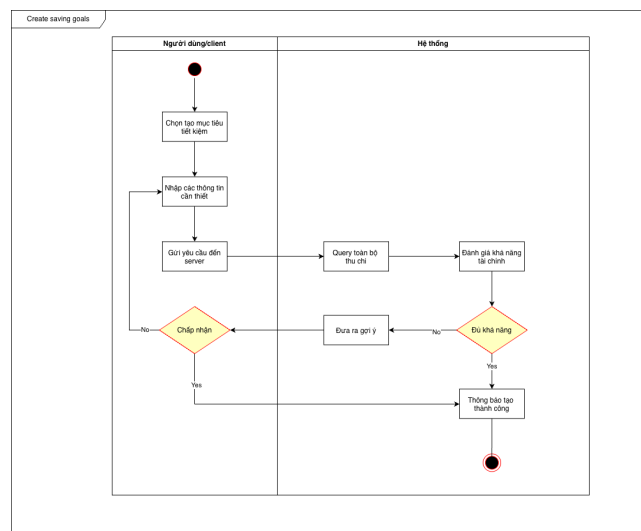 Create saving goals
Người dùng/client
Hệ thống
Chọn tạo mục tiêu
tiết kiệm
Nhập các thông tin
cần thiết
Gửi yêu cầu đến
server
Query toàn bộ
thu chi
Đánh giá khả năng
tài chính
No
Chấp nhận
Đưa ra gợi ý
No
Đủ khả năng
Yes
Yes
Thông báo tạo
thành công